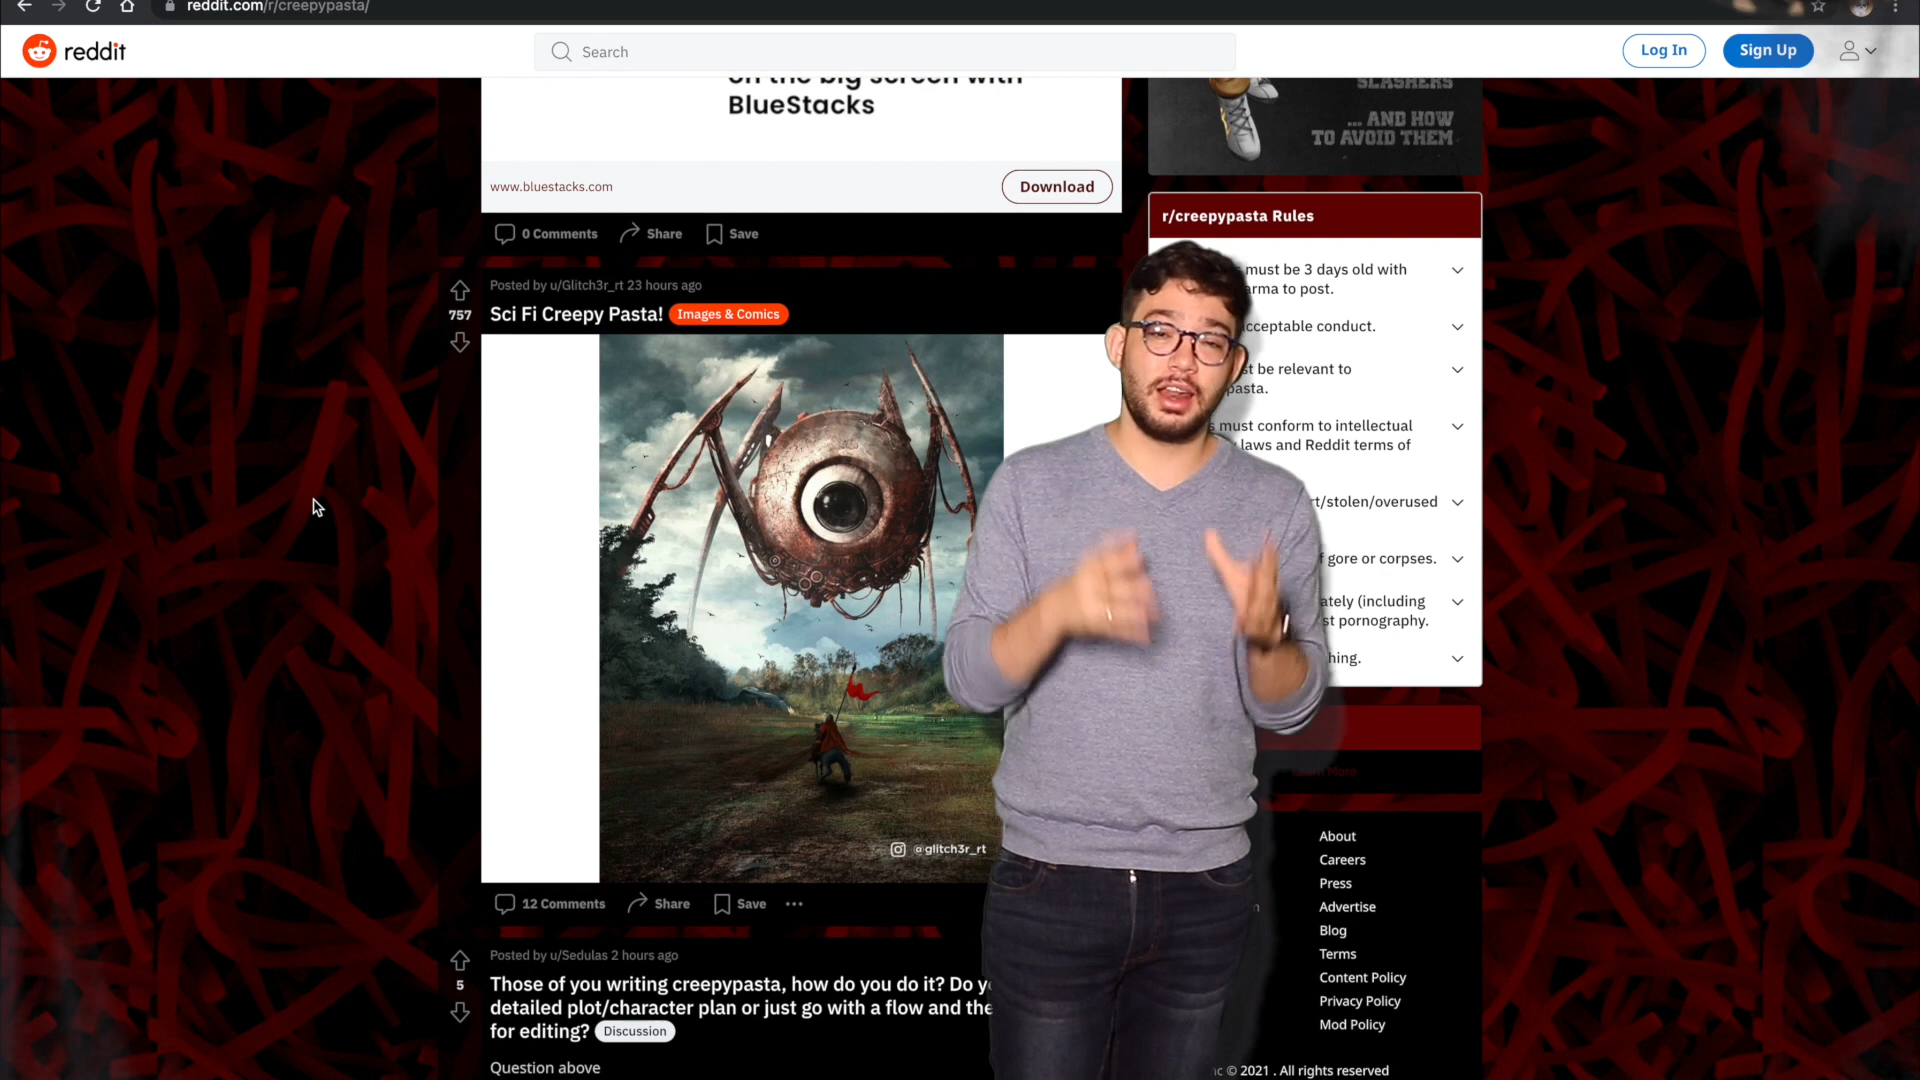 reddit.com/r/creepypasta/
reddit
Search
Log In
Sign Up
on the big screen with
BlueStacks
www.bluestacks.com
Download
0 Comments
Share
Save
Posted by u/Glitch3r_rt 23 hours ago
757
Sci Fi Creepy Pasta!
Images & Comics
@glitch3r_rt
12 Comments
Share
Save
Posted by u/Sedulas 2 hours ago
5
Those of you writing creepypasta, how do you do it? Do
detailed plot/character plan or just go with a flow and
for editing?
Discussion
Question above
SLASHERS
... AND HOW
TO AVOID THEM
r/creepypasta Rules
must be 3 days old with
to post.
conduct.
be relevant to
must conform to intellectual
laws and Reddit terms of
/stolen/overused
gore or corpses.
(including
pornography.
Learn More
About
Careers
Press
Advertise
Blog
Terms
Content Policy
Privacy Policy
Mod Policy
© 2021 . All rights reserved